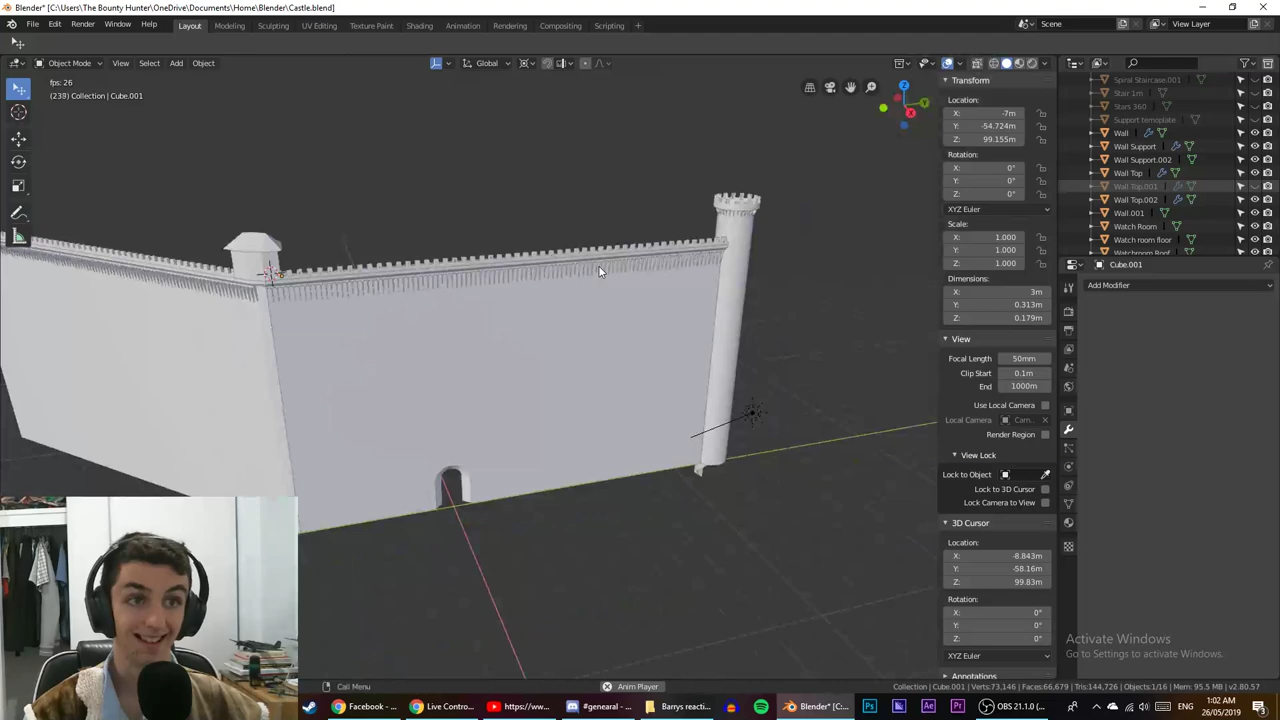 Blender* [C:\Users\The Bounty Hunter\OneDrive\Documents\Home\Blender\Castle.blend]
File Edit Render Window Help Layout Modeling Sculpting UV Editing Texture Paint Shading Animation Rendering Compositing Scripting + Scene View Layer
Object Mode View Select Add Object Global
fps: 26
(239) Collection | Cube.001
Transform
Location:
X: -7m
Y: -54.724m
Z: 99.155m
Rotation:
X: 0°
Y: 0°
Z: 0°
XYZ Euler
Scale:
X: 1.000
Y: 1.000
Z: 1.000
Dimensions:
X: 3m
Y: 0.313m
Z: 0.179m
View
Focal Length 50mm
Clip Start 0.1m
End 1000m
Use Local Camera
Local Camera Cam...
Render Region
View Lock
Lock to Object
Lock to 3D Cursor
Lock Camera to View
3D Cursor
Location:
X: -8.843m
Y: -58.16m
Z: 99.83m
Rotation:
X: 0°
Y: 0°
Z: 0°
XYZ Euler
Annotations
Spiral Staircase.001
Stair 1m
Stars 360
Support temoplate
Wall
Wall Support
Wall Support.002
Wall Top
Wall Top.001
Wall Top.002
Wall.001
Watch Room
Watch room floor
Watchroom Roof
Cube.001
Add Modifier
Activate Windows
Go to Settings to activate Windows.
Call Menu Anim Player Collection | Cube.001 | Verts:73,146 | Faces:66,679 | Tris:144,726 | Objects:1/16 | Mem: 95.5 MB | v2.80.57
Facebook - ... Live Contro... https://ww... #genearal - ... Barrys reacti... Blender* [C:... OBS 21.1.0 (... 1:02 AM
26/05/2019